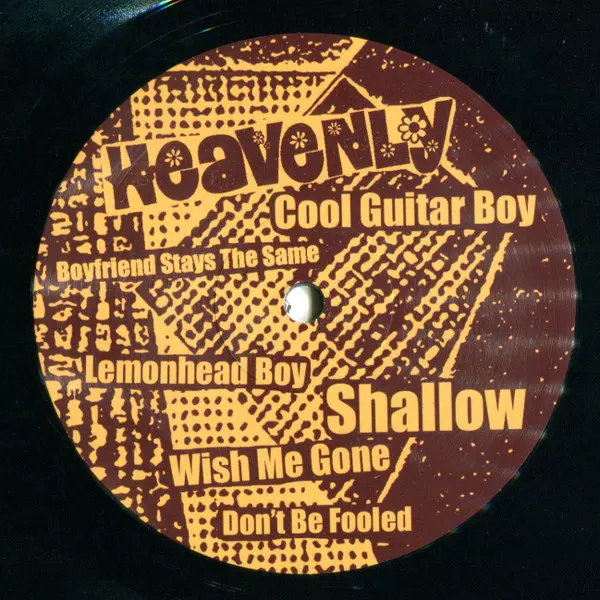 Heavenly
Cool Guitar Boy
Boyfriend Stays The Same
Lemonhead Boy
Shallow
Wish Me Gone
Don't Be Fooled